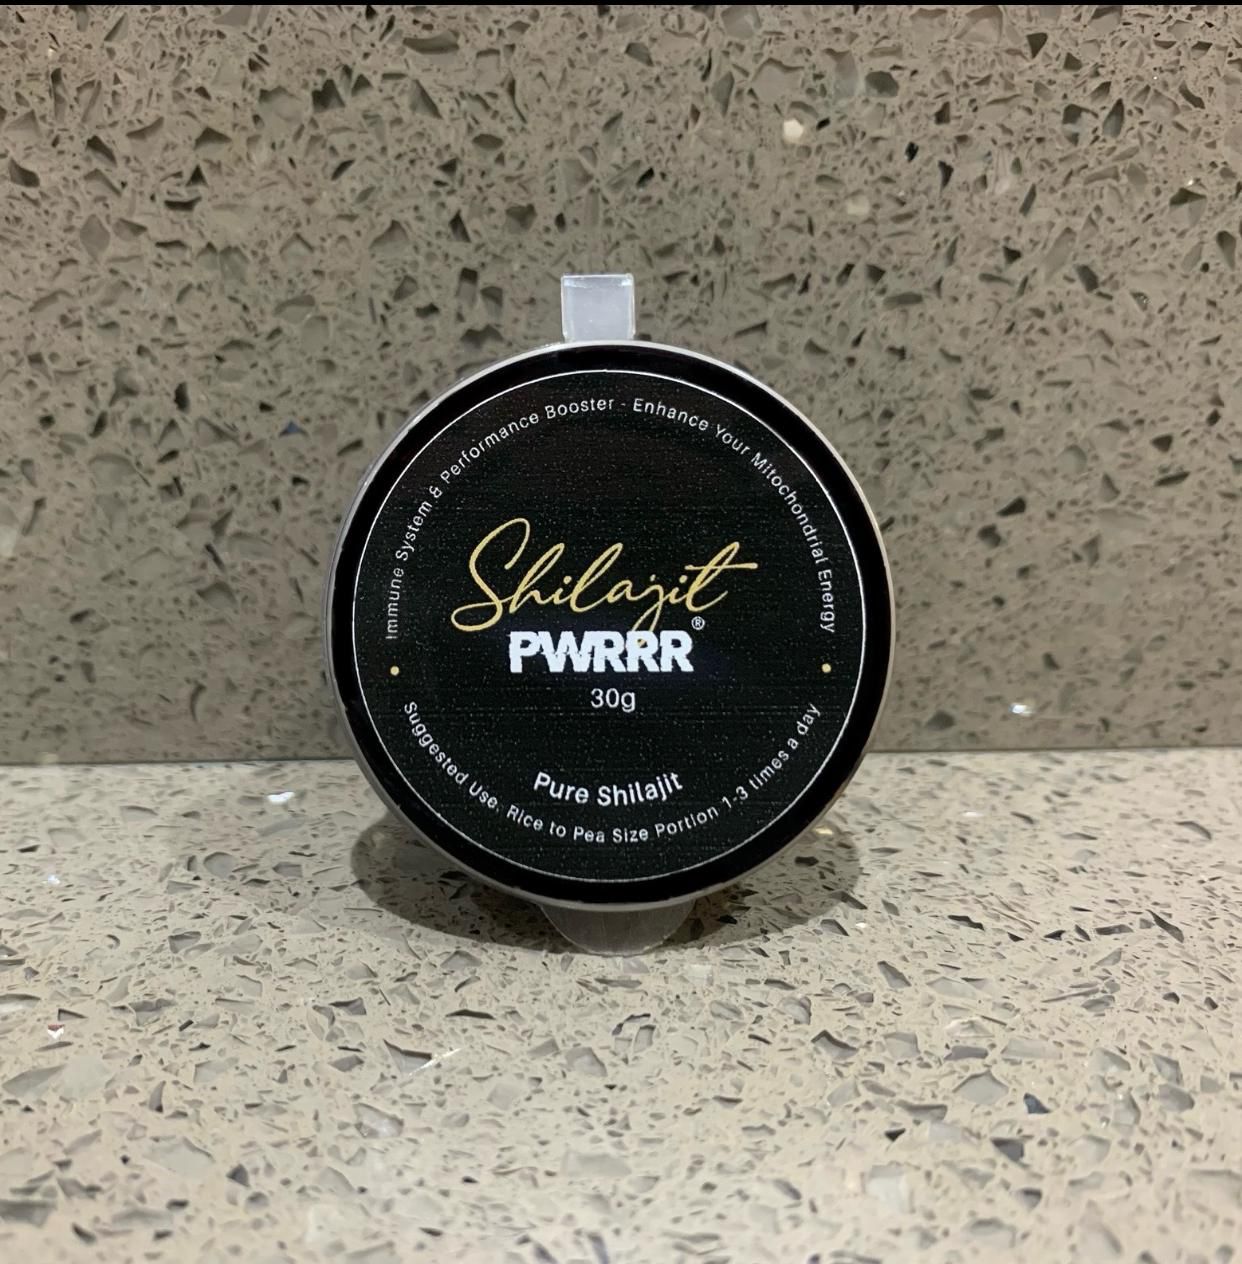 Immune System & Performance Booster - Enhance Your Mitochondrial Energy
Shilajit
PWRRR®
30g
Pure Shilajit
Suggested Use: Rice to Pea Size Portion 1-3 times a day